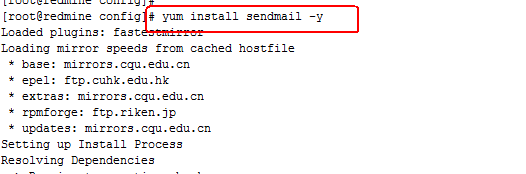 [root@redmine config]#
[root@redmine config]# yum install sendmail -y
Loaded plugins: fastestmirror
Loading mirror speeds from cached hostfile
 * base: mirrors.cqu.edu.cn
 * epel: ftp.cuhk.edu.hk
 * extras: mirrors.cqu.edu.cn
 * rpmforge: ftp.riken.jp
 * updates: mirrors.cqu.edu.cn
Setting up Install Process
Resolving Dependencies